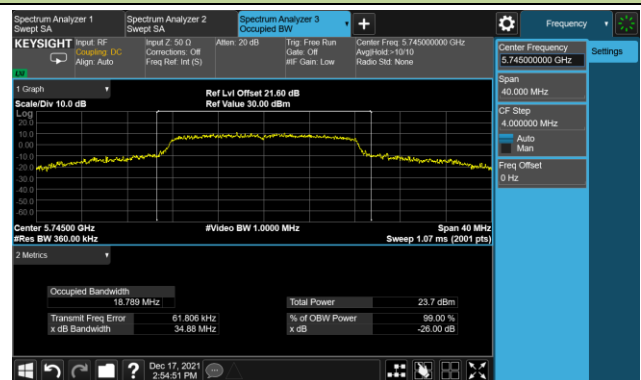 Spectrum Analyzer 1
Swept SA
Spectrum Analyzer 2
Swept SA
Spectrum Analyzer 3
Occupied BW
Frequency
KEYSIGHT
Input: RF
Coupling: DC
Align: Auto
Input Z: 50 Ω
Corrections: Off
Freq Ref: Int (S)
Atten: 20 dB
Trig: Free Run
Gate: Off
#IF Gain: Low
Center Freq: 5.745000000 GHz
Avg|Hold:>10/10
Radio Std: None
Center Frequency
5.745000000 GHz
Settings
Span
40.000 MHz
CF Step
4.000000 MHz
Auto
Man
Freq Offset
0 Hz
1 Graph
Scale/Div 10.0 dB
Ref Lvl Offset 21.60 dB
Ref Value 30.00 dBm
Log
20.0
10.0
0.00
-10.0
-20.0
-30.0
-40.0
-50.0
-60.0
Center 5.74500 GHz
#Res BW 360.00 kHz
#Video BW 1.0000 MHz
Span 40 MHz
Sweep 1.07 ms (2001 pts)
2 Metrics
Occupied Bandwidth
18.789 MHz
Total Power 23.7 dBm
Transmit Freq Error 61.806 kHz
% of OBW Power 99.00 %
x dB Bandwidth 34.88 MHz
x dB -26.00 dB
?
Dec 17, 2021
2:54:51 PM